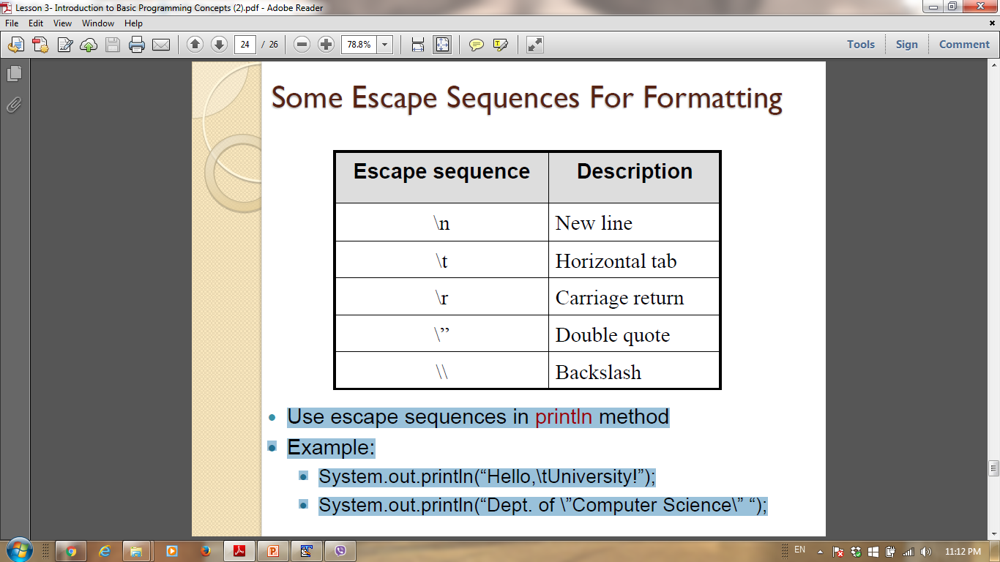 Lesson 3- Introduction to Basic Programming Concepts (2).pdf - Adobe Reader
File Edit View Window Help
24 / 26 78.8% Tools Sign Comment
Some Escape Sequences For Formatting
Escape sequence Description
\n New line
\t Horizontal tab
\r Carriage return
\” Double quote
\\ Backslash
• Use escape sequences in println method
• Example:
• System.out.println(“Hello,\tUniversity!”);
• System.out.println(“Dept. of \”Computer Science\” “);
EN 11:12 PM